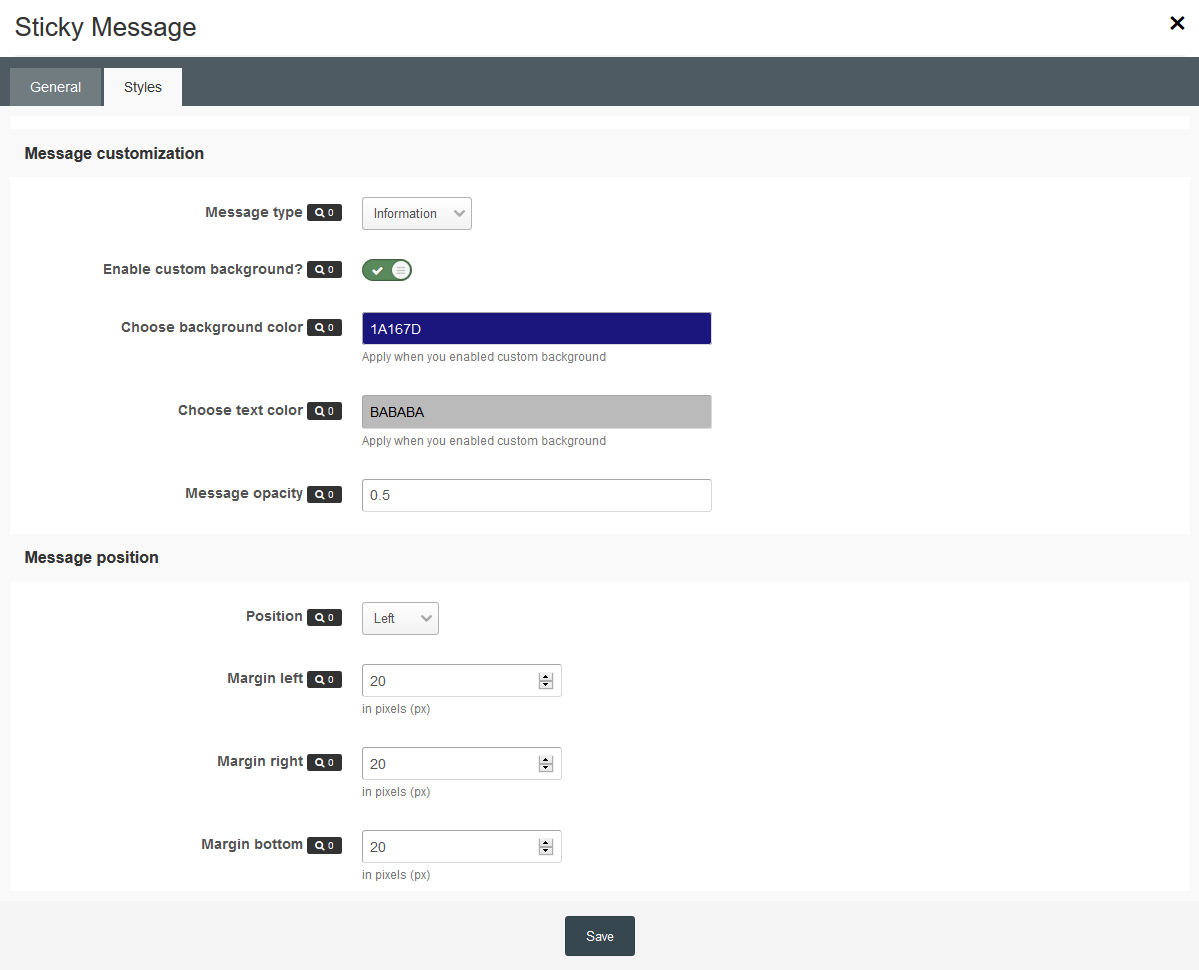 Sticky Message
General
Styles
Message customization
Message type 0
Information
Enable custom background? 0
Choose background color 0
1A167D
Apply when you enabled custom background
Choose text color 0
BABABA
Apply when you enabled custom background
Message opacity 0
0.5
Message position
Position 0
Left
Margin left 0
20
in pixels (px)
Margin right 0
20
in pixels (px)
Margin bottom 0
20
in pixels (px)
Save